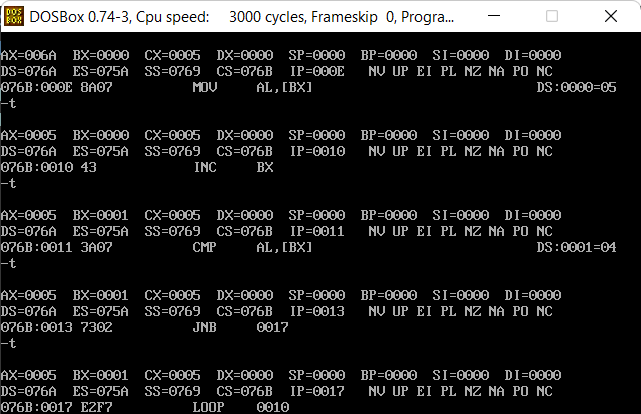 DOSBox 0.74-3, Cpu speed: 3000 cycles, Frameskip 0, Progra...
AX=006A BX=0000 CX=0005 DX=0000 SP=0000 BP=0000 SI=0000 DI=0000
DS=076A ES=075A SS=0769 CS=076B IP=000E NV UP EI PL NZ NA PO NC
076B:000E 8A07 MOV AL,[BX] DS:0000=05
-t
AX=0005 BX=0000 CX=0005 DX=0000 SP=0000 BP=0000 SI=0000 DI=0000
DS=076A ES=075A SS=0769 CS=076B IP=0010 NV UP EI PL NZ NA PO NC
076B:0010 43 INC BX
-t
AX=0005 BX=0001 CX=0005 DX=0000 SP=0000 BP=0000 SI=0000 DI=0000
DS=076A ES=075A SS=0769 CS=076B IP=0011 NV UP EI PL NZ NA PO NC
076B:0011 3A07 CMP AL,[BX] DS:0001=04
-t
AX=0005 BX=0001 CX=0005 DX=0000 SP=0000 BP=0000 SI=0000 DI=0000
DS=076A ES=075A SS=0769 CS=076B IP=0013 NV UP EI PL NZ NA PO NC
076B:0013 7302 JNB 0017
-t
AX=0005 BX=0001 CX=0005 DX=0000 SP=0000 BP=0000 SI=0000 DI=0000
DS=076A ES=075A SS=0769 CS=076B IP=0017 NV UP EI PL NZ NA PO NC
076B:0017 E2F7 LOOP 0010